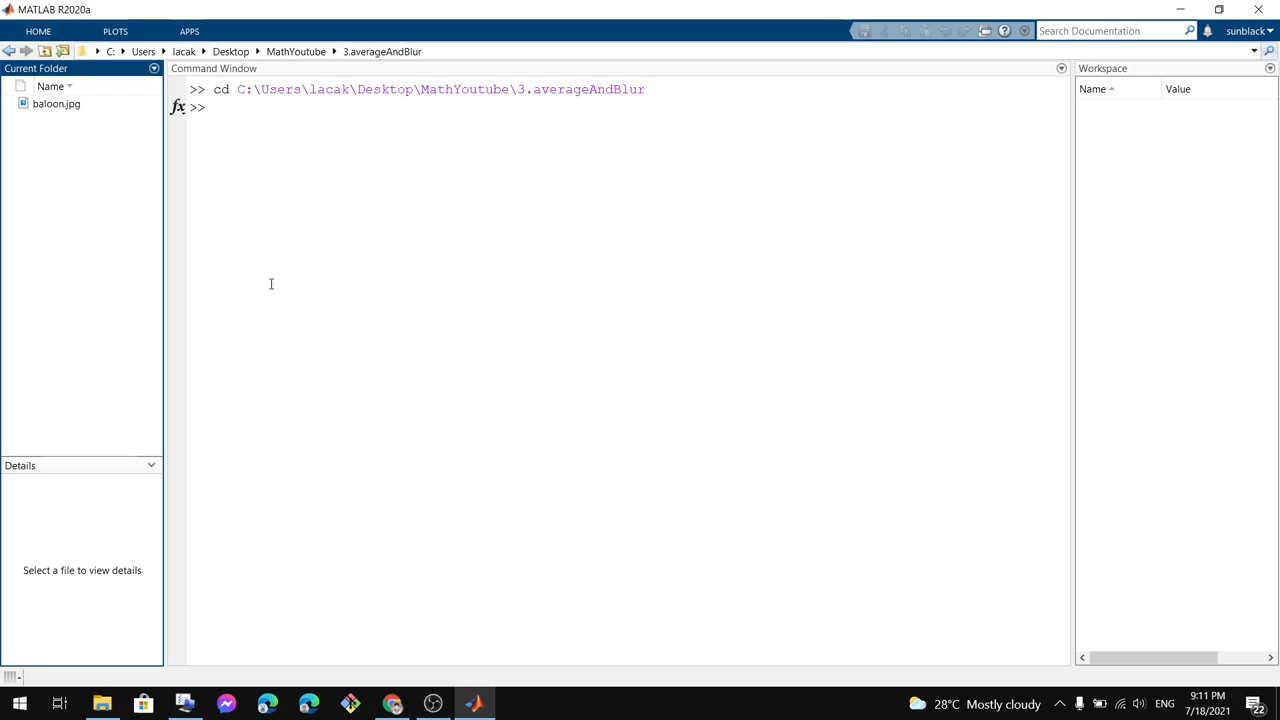 MATLAB R2020a
HOME PLOTS APPS Search Documentation sunblack
C: Users lacak Desktop MathYoutube 3.averageAndBlur
Current Folder Command Window Workspace
Name Name Value
>> cd C:\Users\lacak\Desktop\MathYoutube\3.averageAndBlur
baloon.jpg
fx >>
Details
Select a file to view details
28°C Mostly cloudy ENG 9:11 PM
7/18/2021 22